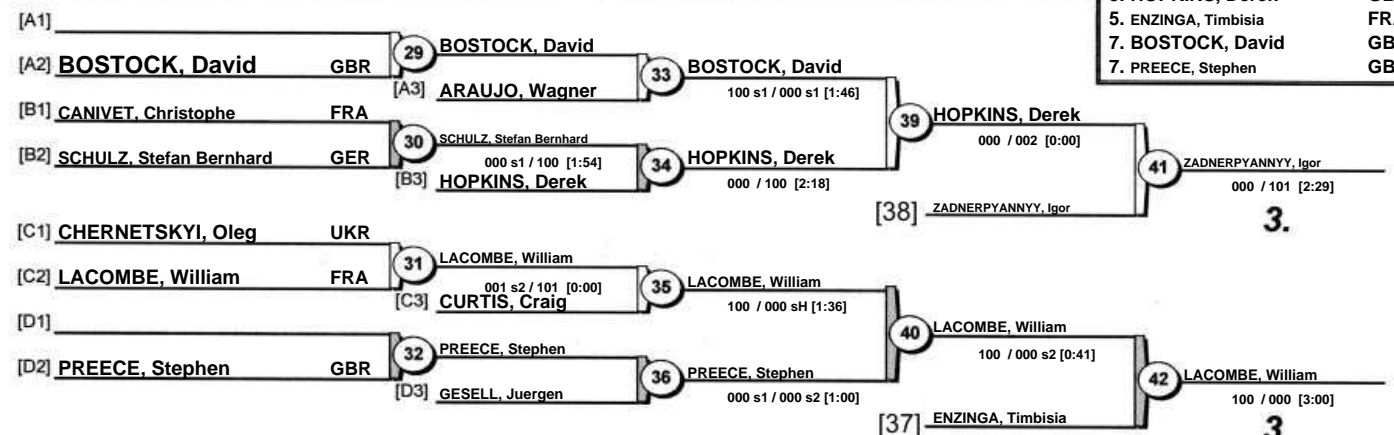 5. ENZINGA, Timbisia FRA
7. BOSTOCK, David GB
7. PREECE, Stephen GB
[A1]
[A2] BOSTOCK, David GBR
29 BOSTOCK, David
[A3] ARAUJO, Wagner
33 BOSTOCK, David
100 s1 / 000 s1 [1:46]
[B1] CANIVET, Christophe FRA
[B2] SCHULZ, Stefan Bernhard GER
30 SCHULZ, Stefan Bernhard
000 s1 / 100 [1:54]
[B3] HOPKINS, Derek
34 HOPKINS, Derek
000 / 100 [2:18]
39 HOPKINS, Derek
000 / 002 [0:00]
[38] ZADNERPYANNYY, Igor
41 ZADNERPYANNYY, Igor
000 / 101 [2:29]
3.
[C1] CHERNETSKYI, Oleg UKR
[C2] LACOMBE, William FRA
31 LACOMBE, William
001 s2 / 101 [0:00]
[C3] CURTIS, Craig
35 LACOMBE, William
100 / 000 sH [1:36]
[D1]
[D2] PREECE, Stephen GBR
32 PREECE, Stephen
[D3] GESELL, Juergen
36 PREECE, Stephen
000 s1 / 000 s2 [1:00]
40 LACOMBE, William
100 / 000 s2 [0:41]
[37] ENZINGA, Timbisia
42 LACOMBE, William
100 / 000 [3:00]
3